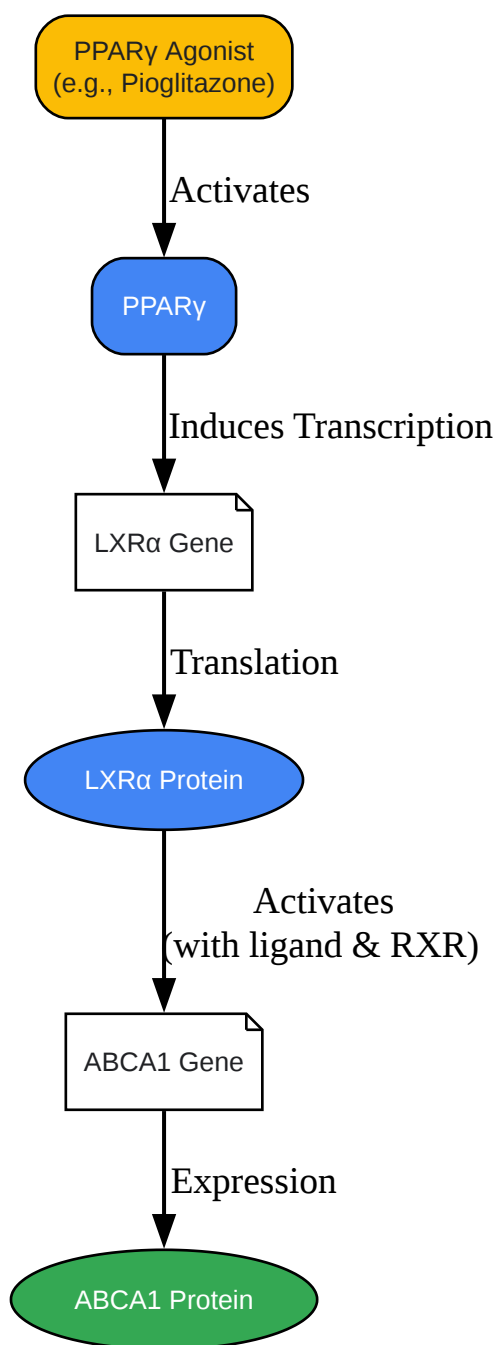 PPARγ Agonist
(e.g., Pioglitazone)
Activates
PPARγ
Induces Transcription
LXRα Gene
Translation
LXRα Protein
Activates
(with ligand & RXR)
ABCA1 Gene
Expression
ABCA1 Protein